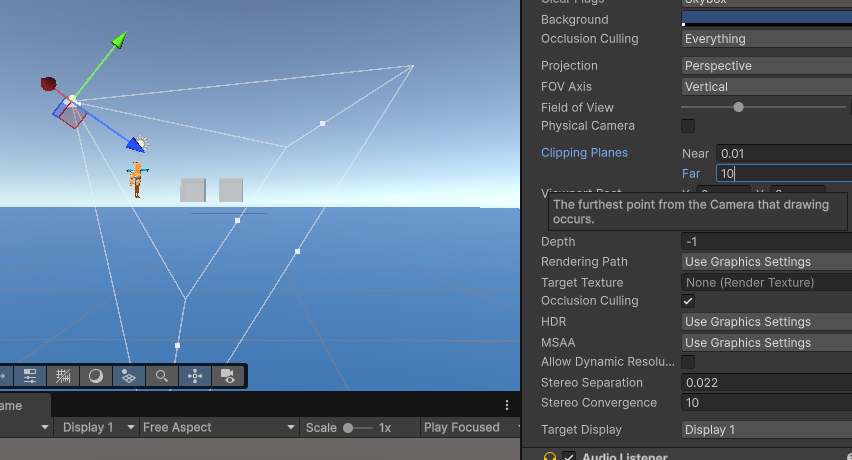 Clear Flags Skybox
Background
Occlusion Culling Everything
Projection Perspective
FOV Axis Vertical
Field of View
Physical Camera
Clipping Planes Near 0.01
Far 10
The furthest point from the Camera that drawing
occurs.
Depth -1
Rendering Path Use Graphics Settings
Target Texture None (Render Texture)
Occlusion Culling
HDR Use Graphics Settings
MSAA Use Graphics Settings
Allow Dynamic Resolu...
Stereo Separation 0.022
Stereo Convergence 10
Target Display Display 1
Audio Listener
ame
Display 1 Free Aspect Scale 1x Play Focused